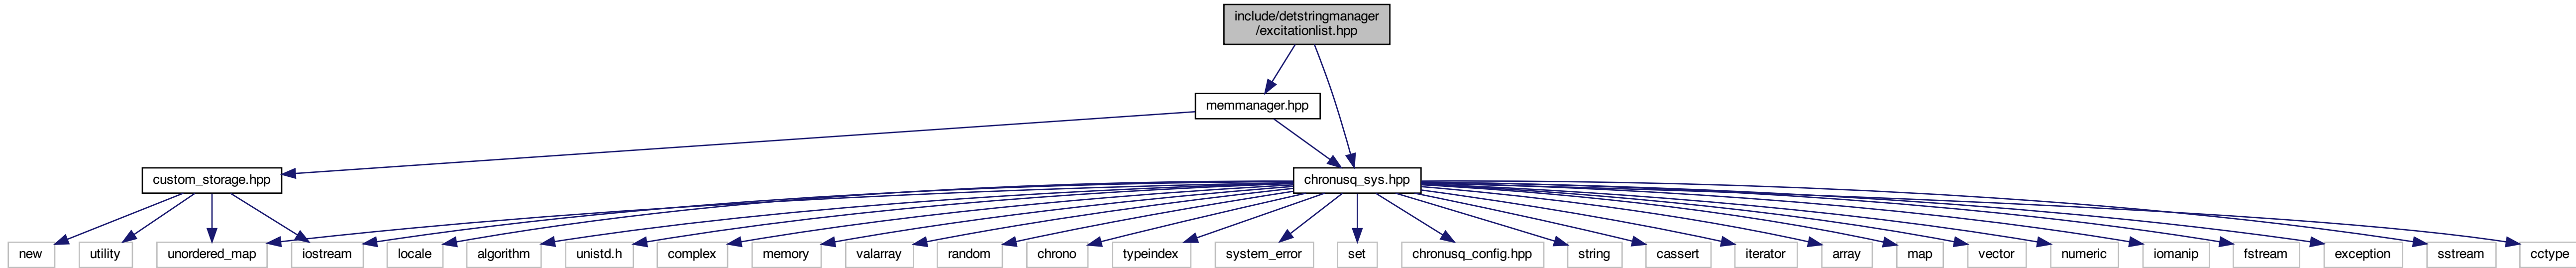 include/detstringmanager
/excitationlist.hpp
memmanager.hpp
custom_storage.hpp
chronusq_sys.hpp
new
utility
unordered_map
iostream
locale
algorithm
unistd.h
complex
memory
valarray
random
chrono
typeindex
system_error
set
chronusq_config.hpp
string
cassert
iterator
array
map
vector
numeric
iomanip
fstream
exception
sstream
cctype